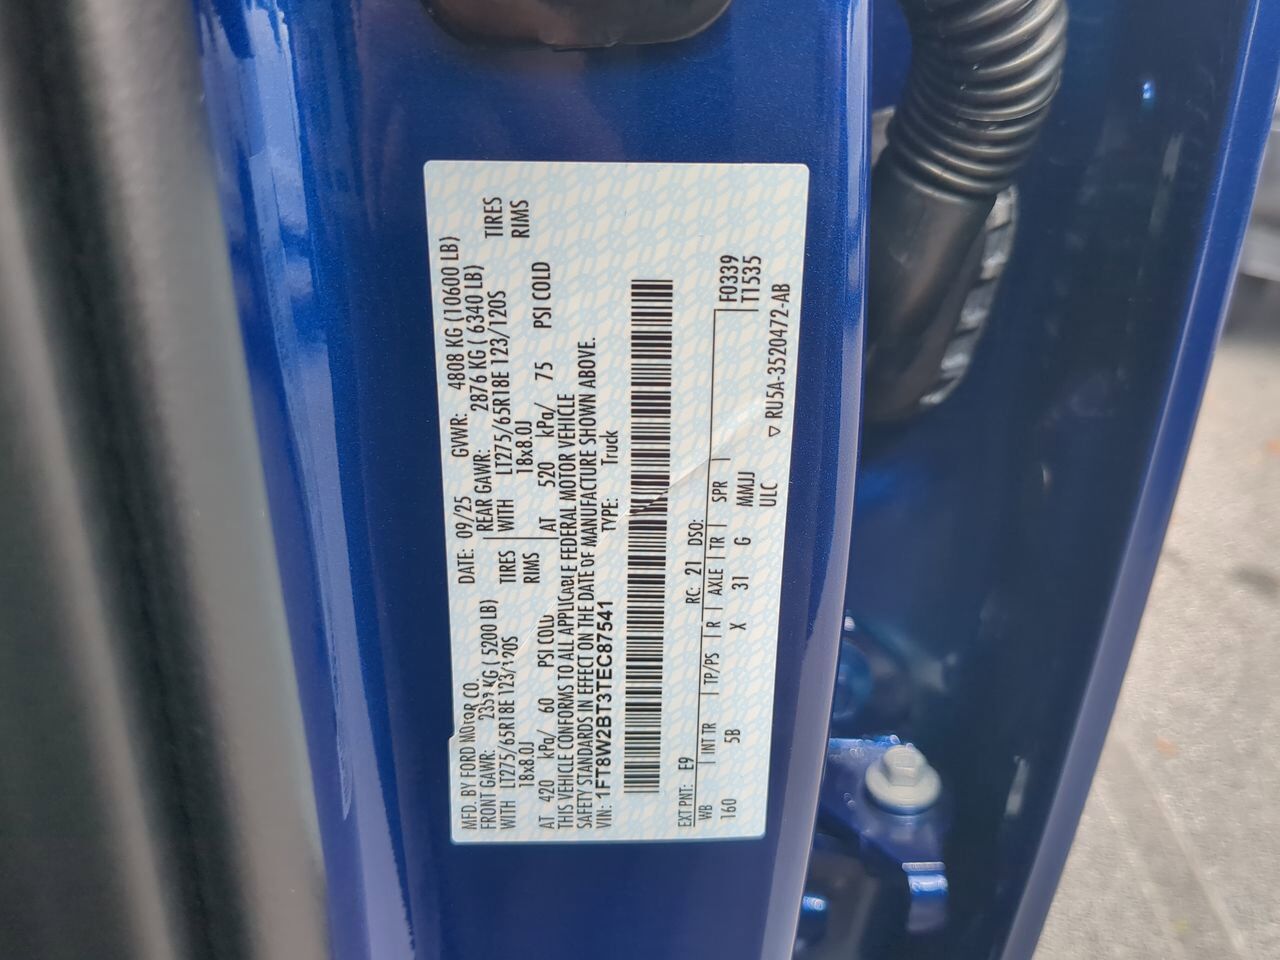 MFD. BY FORD MOTOR CO. DATE: 09/25 GVWR: 4808 KG (10600 LB)
FRONT GAWR: 2359 KG ( 5200 LB) REAR GAWR: 2876 KG ( 6340 LB)
WITH LT275/65R18E 123/120S TIRES WITH LT275/65R18E 123/120S TIRES
18x8.0J RIMS 18x8.0J RIMS
AT 420 kPa/ 60 PSI COLD AT 520 kPa/ 75 PSI COLD
THIS VEHICLE CONFORMS TO ALL APPLICABLE FEDERAL MOTOR VEHICLE
SAFETY STANDARDS IN EFFECT ON THE DATE OF MANUFACTURE SHOWN ABOVE.
VIN: 1FT8W2BT3TEC87541 TYPE: Truck
EXT PNT: E9 RC: 21 DSO:
WB INT TR TP/PS R AXLE TR SPR F0339
160 5B X 31 G MMJJ T1535
ULC ▽ RU5A-3520472-AB